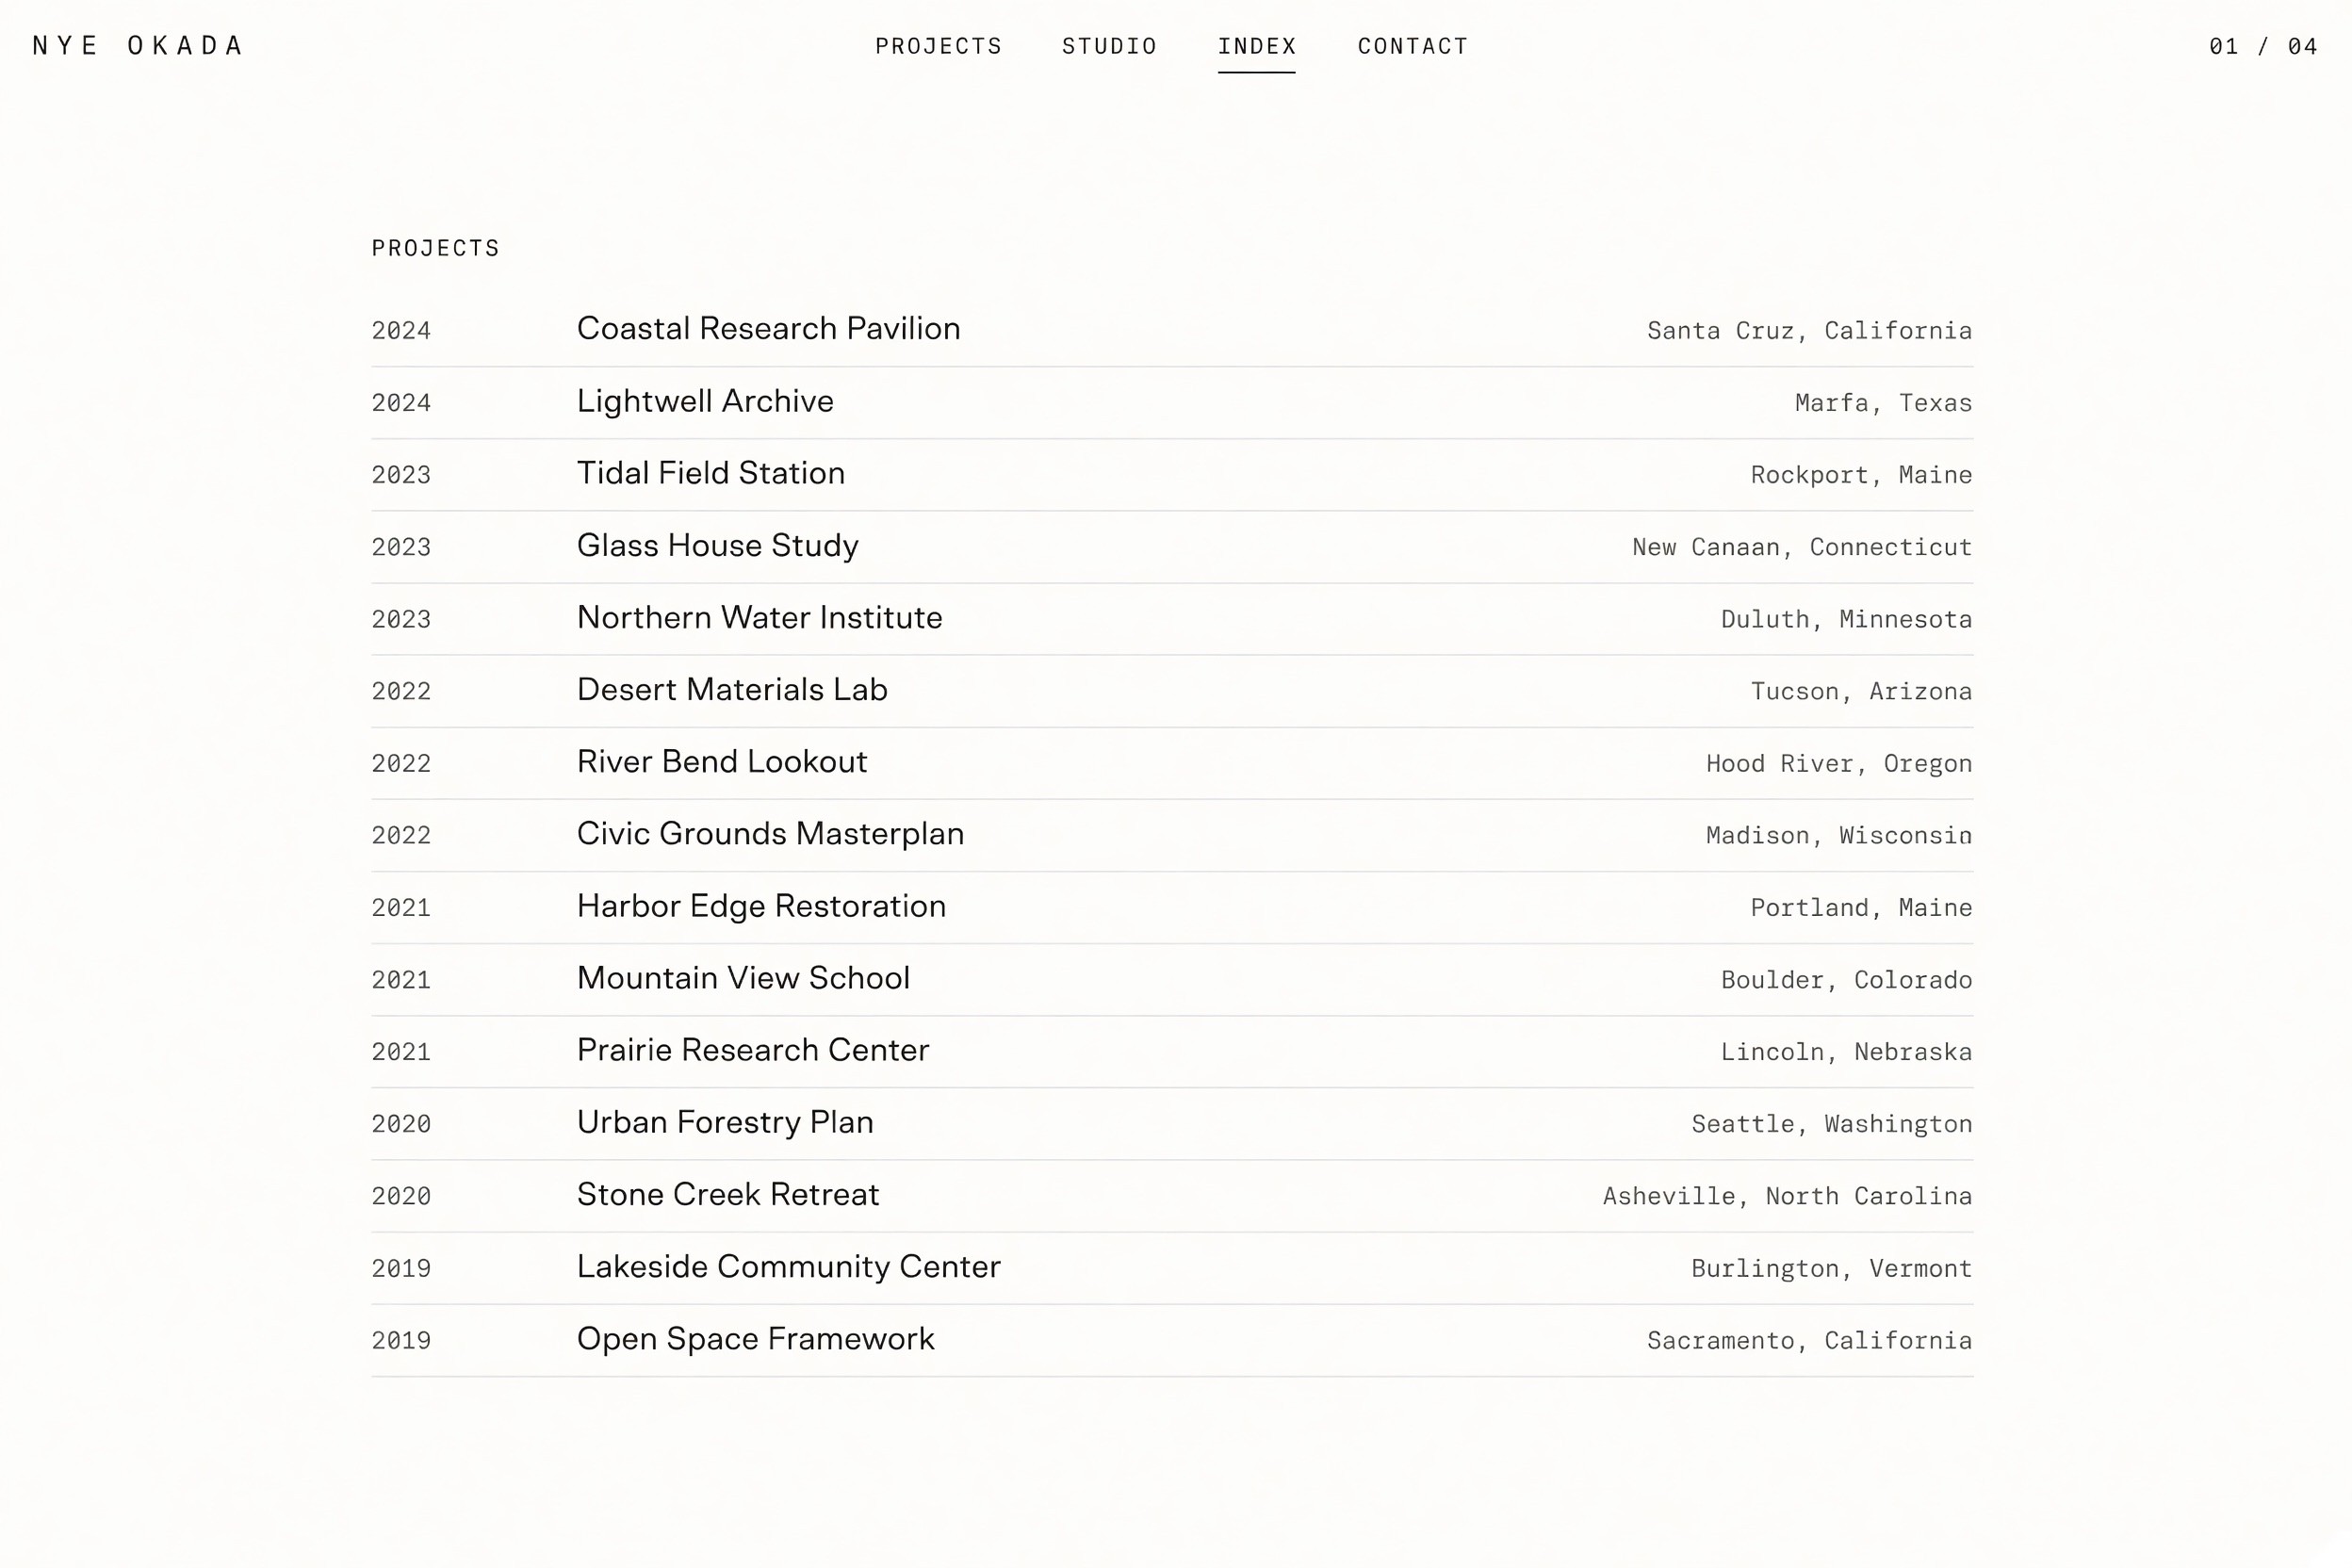 NYE OKADA PROJECTS STUDIO INDEX CONTACT 01 / 04
PROJECTS
2024 Coastal Research Pavilion Santa Cruz, California
2024 Lightwell Archive Marfa, Texas
2023 Tidal Field Station Rockport, Maine
2023 Glass House Study New Canaan, Connecticut
2023 Northern Water Institute Duluth, Minnesota
2022 Desert Materials Lab Tucson, Arizona
2022 River Bend Lookout Hood River, Oregon
2022 Civic Grounds Masterplan Madison, Wisconsin
2021 Harbor Edge Restoration Portland, Maine
2021 Mountain View School Boulder, Colorado
2021 Prairie Research Center Lincoln, Nebraska
2020 Urban Forestry Plan Seattle, Washington
2020 Stone Creek Retreat Asheville, North Carolina
2019 Lakeside Community Center Burlington, Vermont
2019 Open Space Framework Sacramento, California